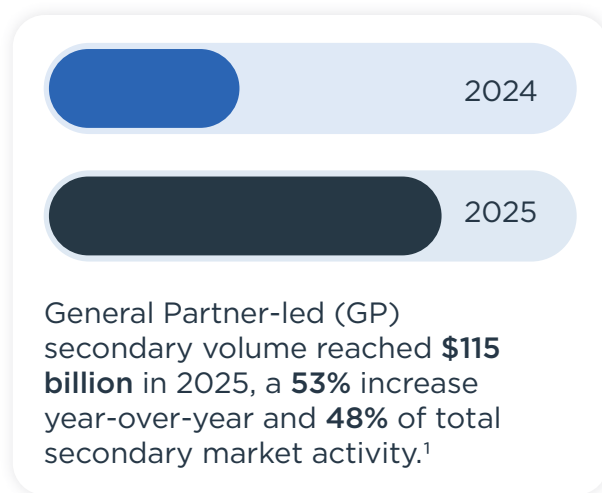 2024
2025
General Partner-led (GP)
secondary volume reached $115
billion in 2025, a 53% increase
year-over-year and 48% of total
secondary market activity.¹